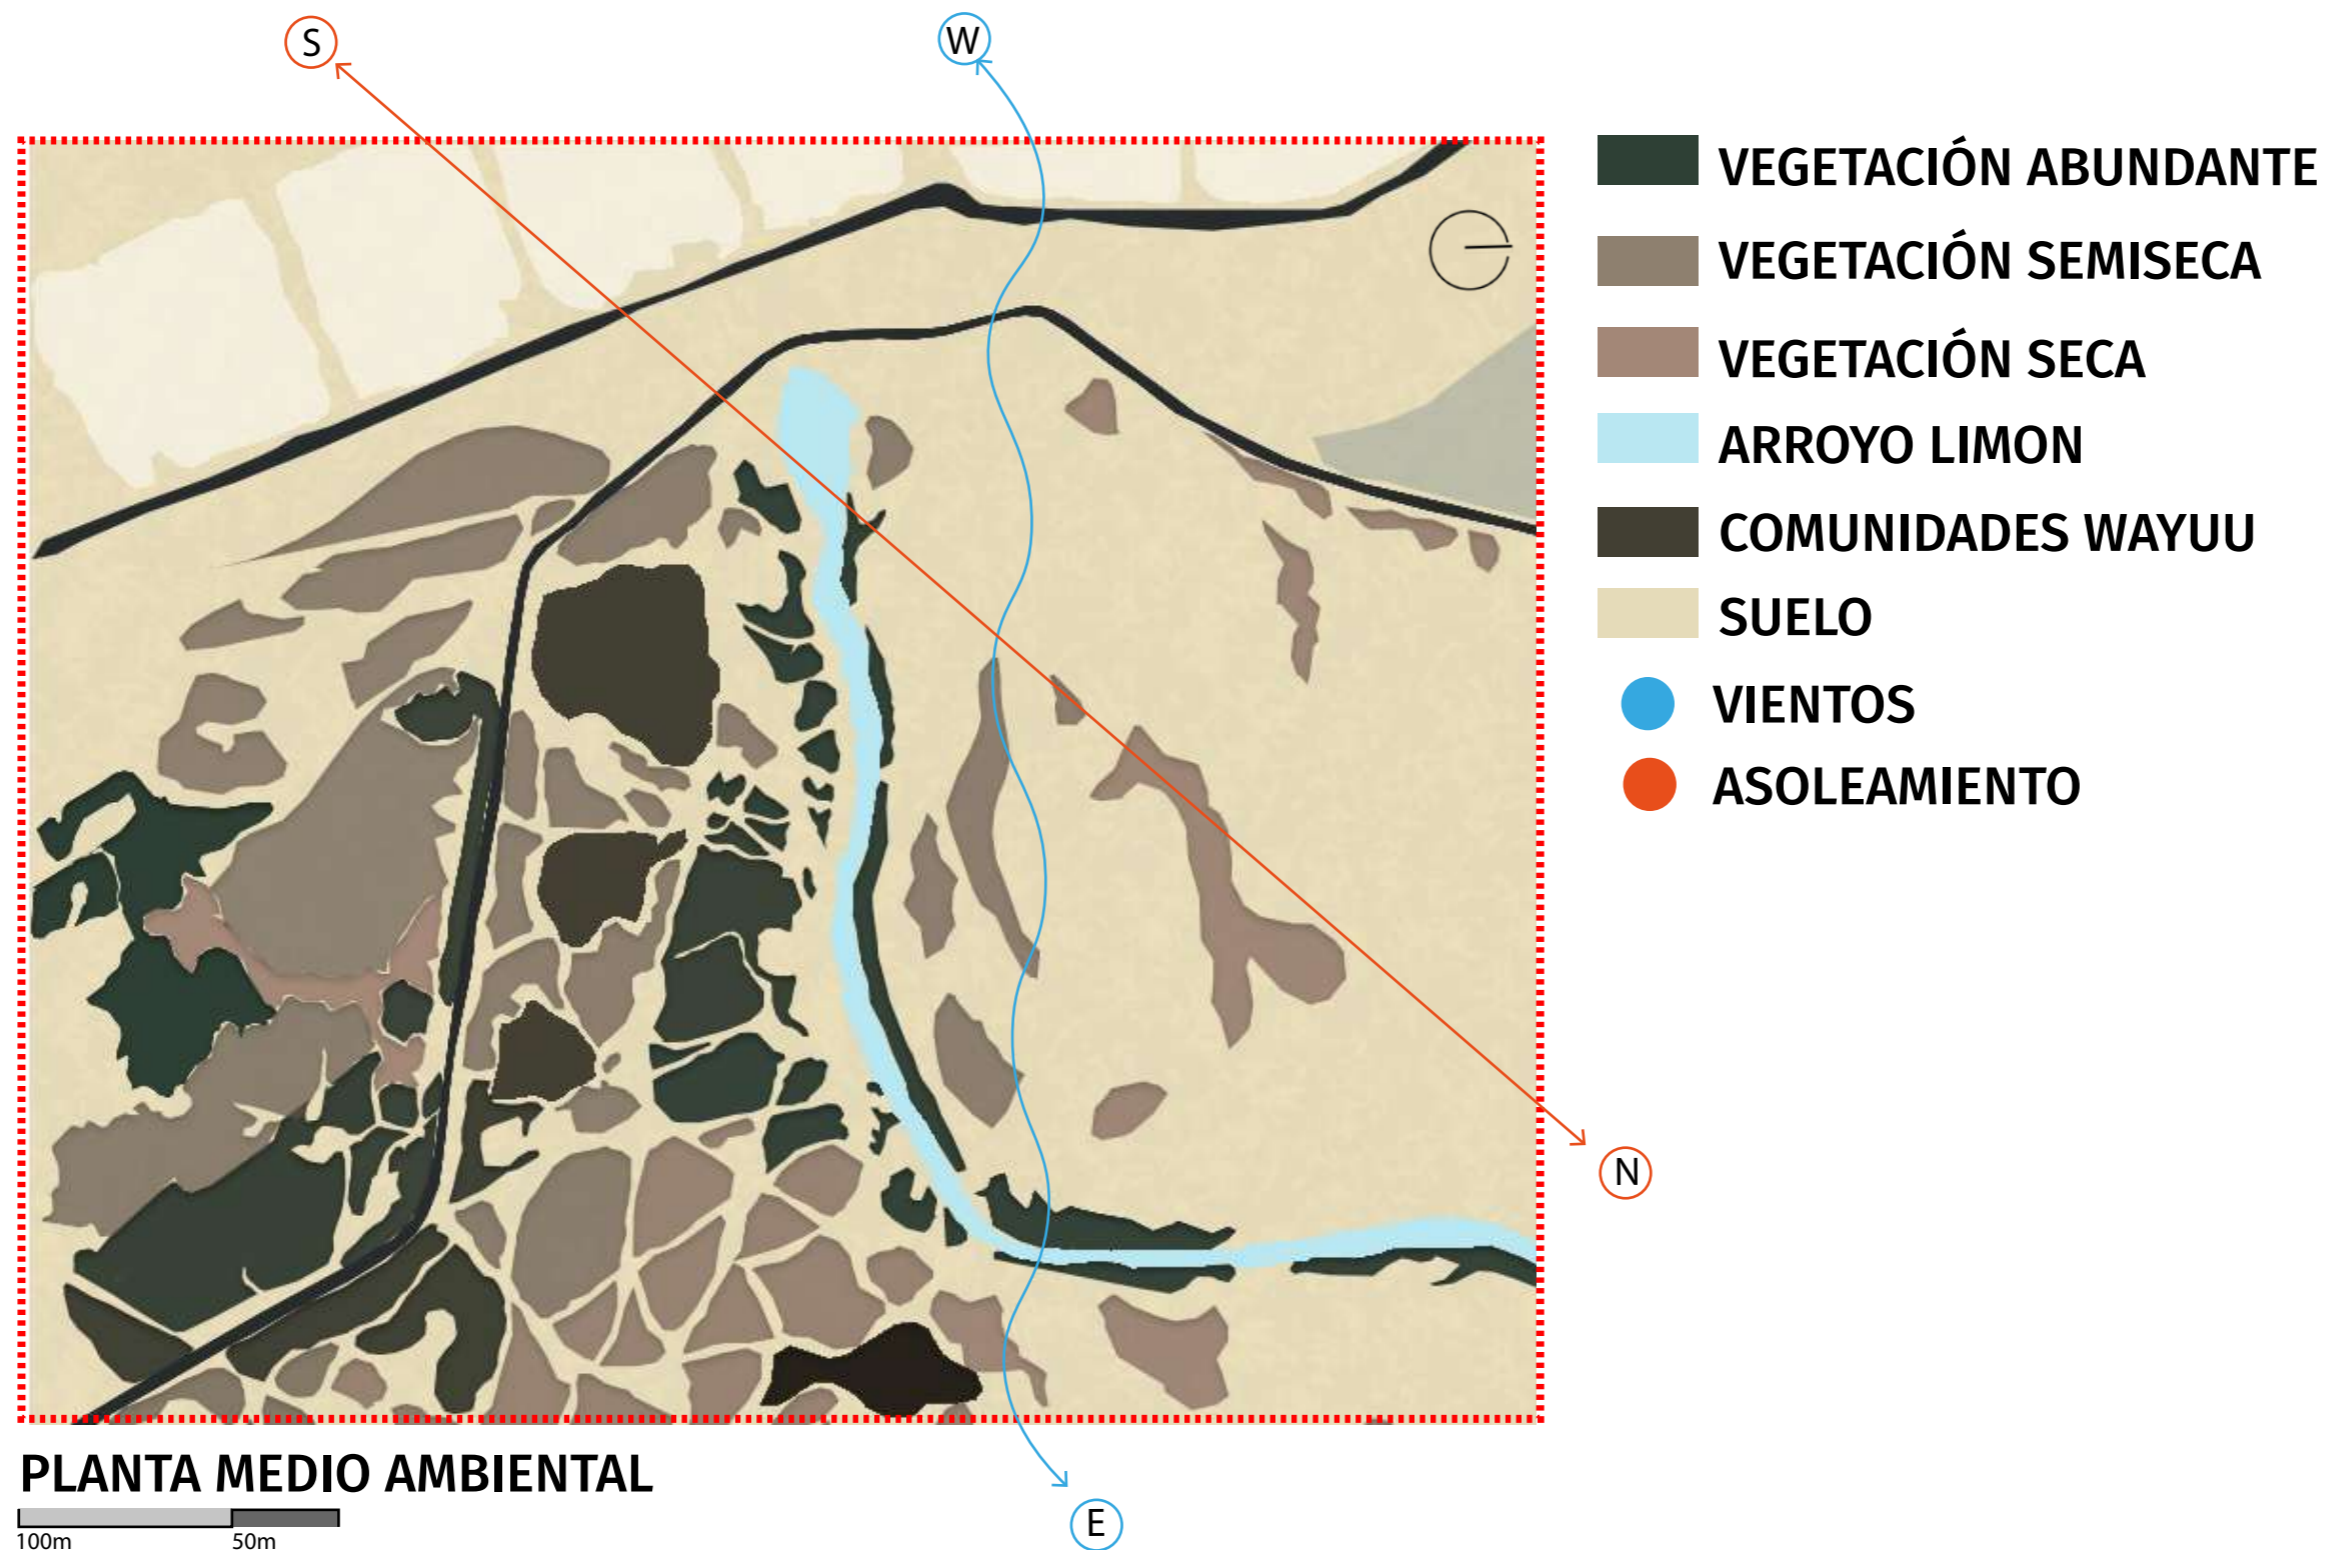 S
W
VEGETACIÓN ABUNDANTE
VEGETACIÓN SEMISECA
VEGETACIÓN SECA
ARROYO LIMON
COMUNIDADES WAYUU
SUELO
VIENTOS
ASOLEAMIENTO
N
E
PLANTA MEDIO AMBIENTAL
100m 50m